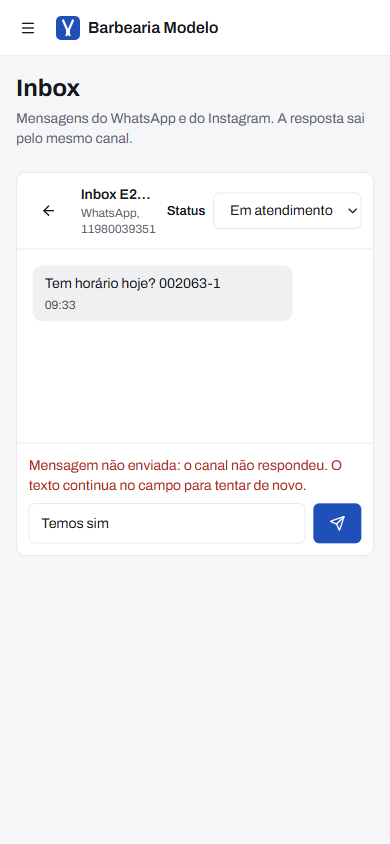 Barbearia Modelo
Inbox
Mensagens do WhatsApp e do Instagram. A resposta sai
pelo mesmo canal.
Inbox E2...
WhatsApp,
11980039351
Status
Em atendimento
Tem horário hoje? 002063-1
09:33
Mensagem não enviada: o canal não respondeu. O
texto continua no campo para tentar de novo.
Temos sim